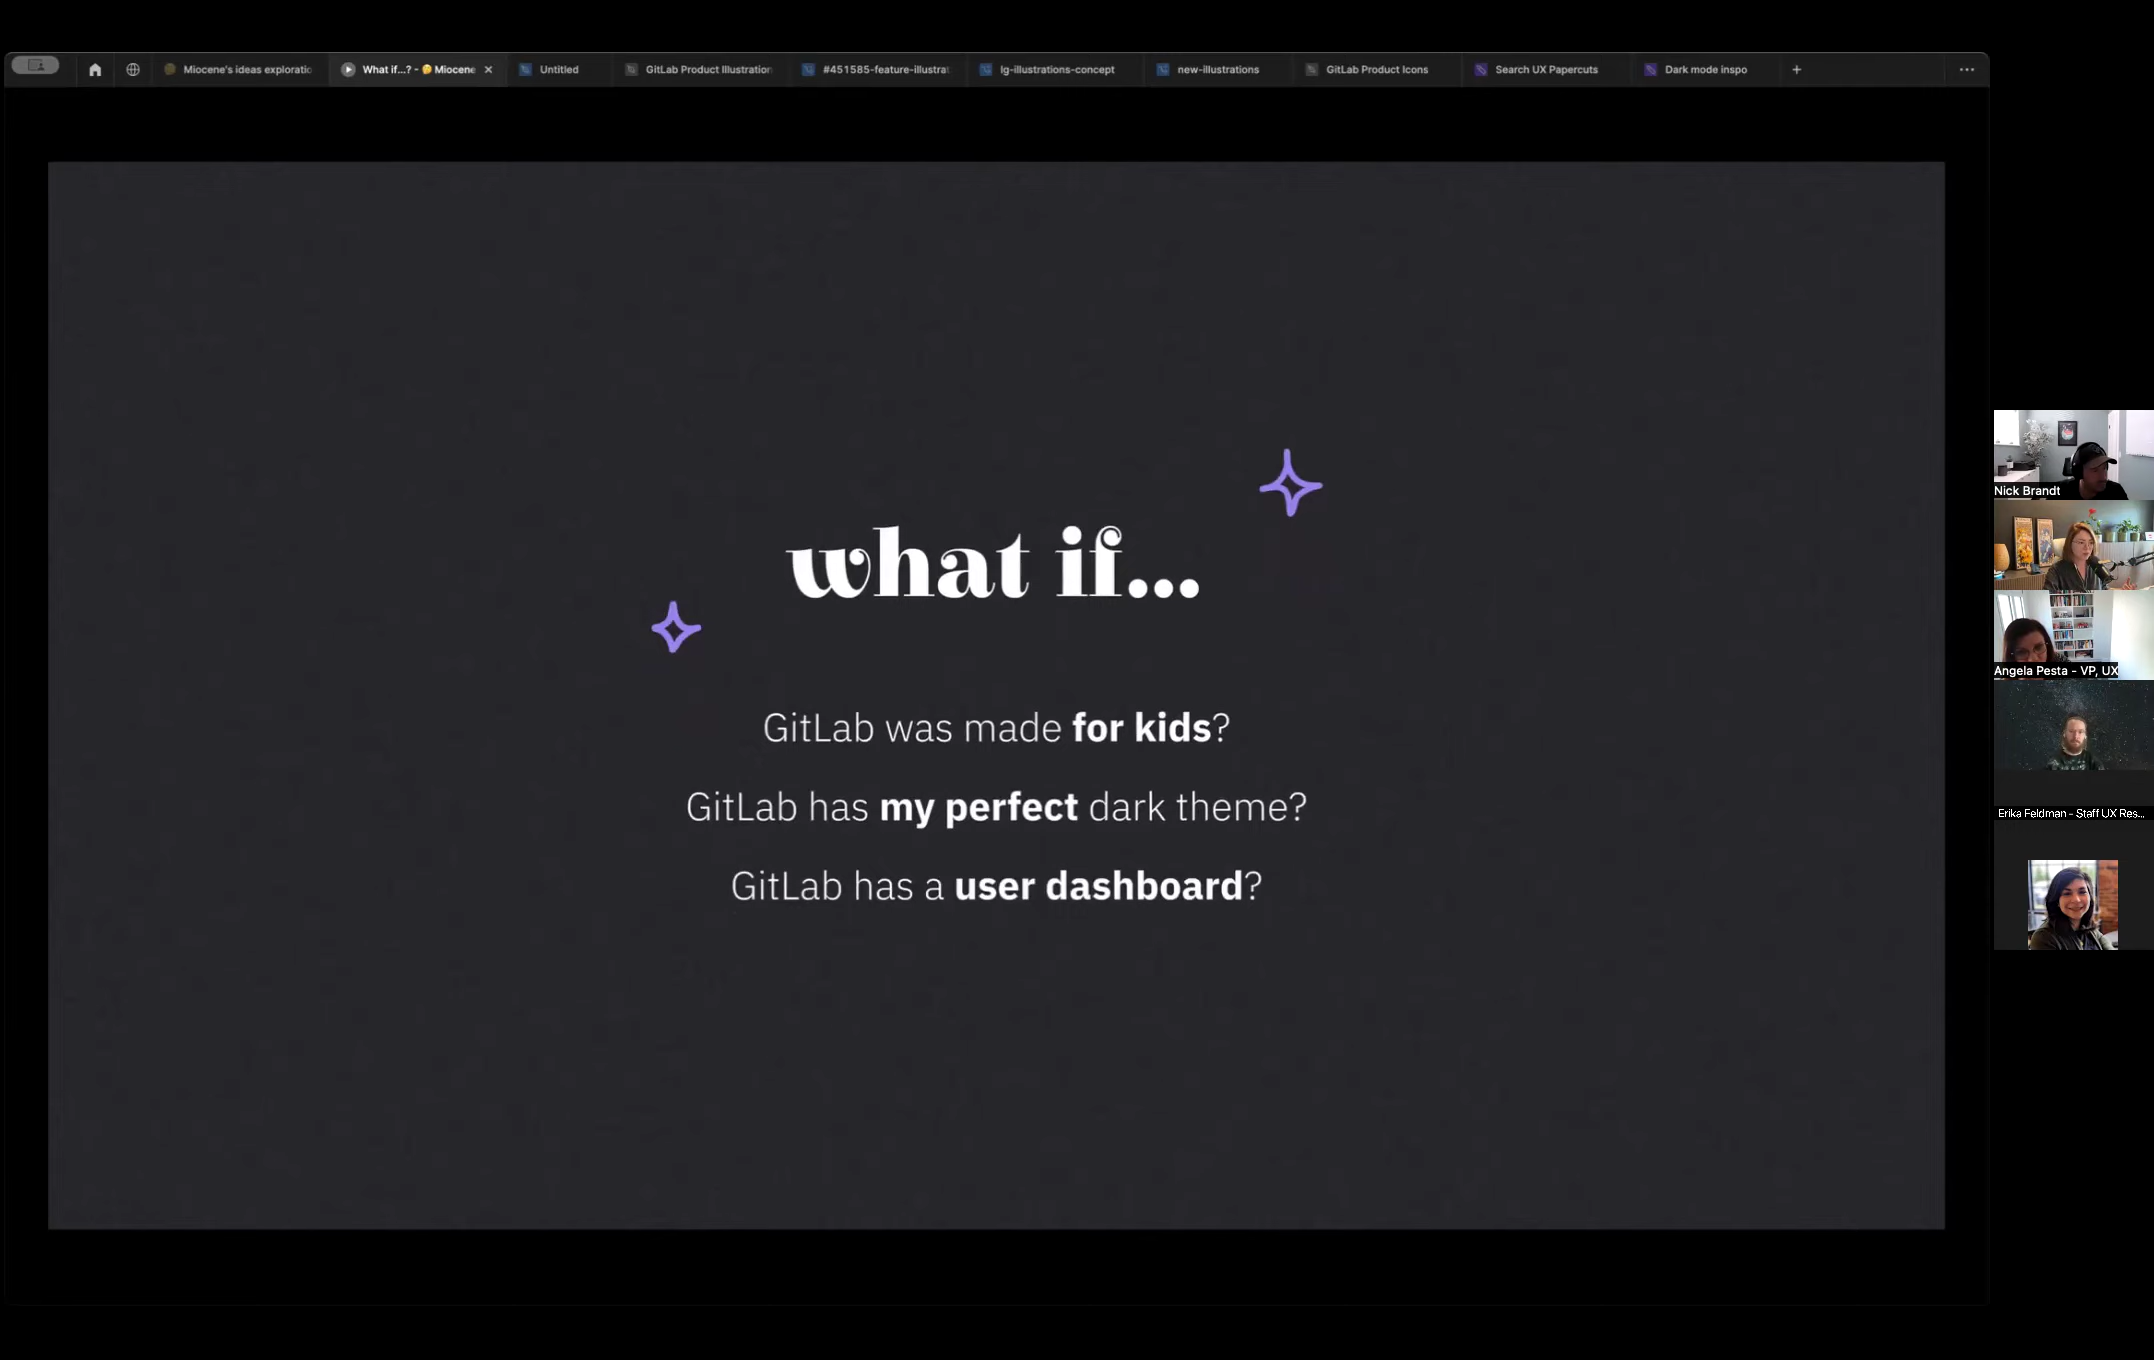 Miocene's ideas exploratio
What if...? - 🤔 Miocene
Untitled
GitLab Product Illustration
#451585-feature-illustrat
lg-illustrations-concept
new-illustrations
GitLab Product Icons
Search UX Papercuts
Dark mode inspo
what if...
GitLab was made for kids?
GitLab has my perfect dark theme?
GitLab has a user dashboard?
Nick Brandt
Angela Pesta - VP, UX
Erika Feldman - Staff UX Res...